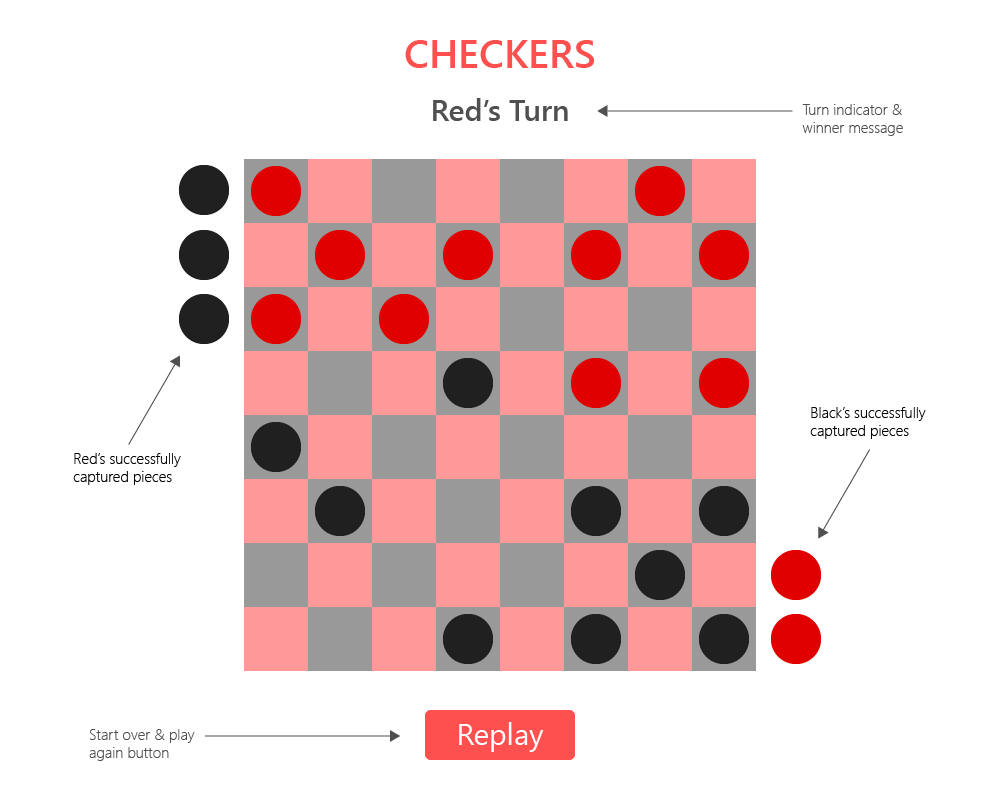 CHECKERS
Red's Turn
Turn indicator &
winner message
Black's successfully
captured pieces
Red's successfully
captured pieces
Start over & play
again button
Replay